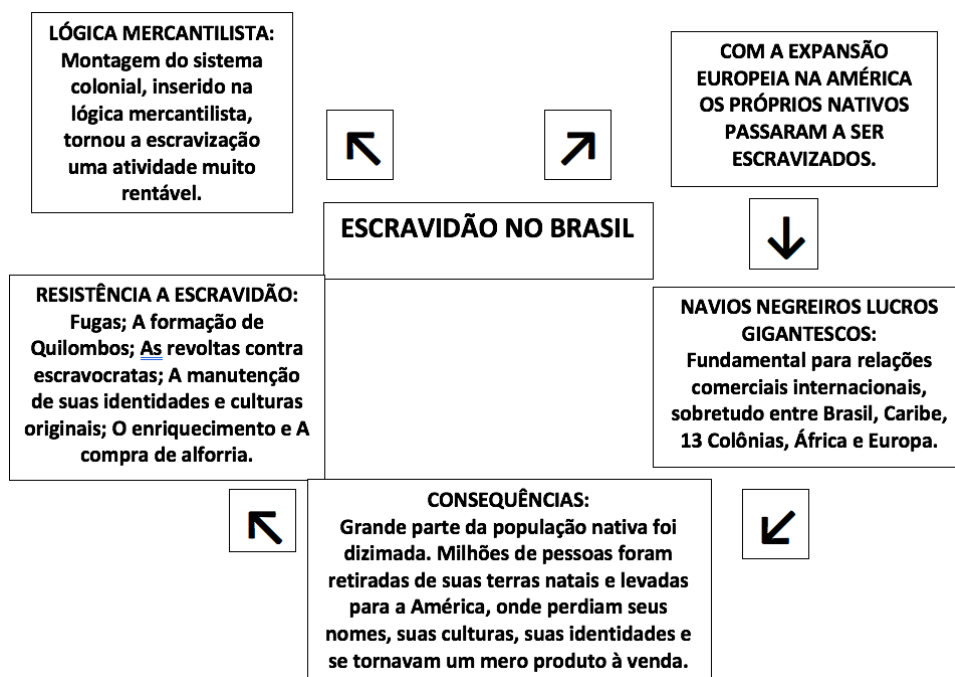 LÓGICA MERCANTILISTA:
Montagem do sistema
colonial, inserido na
lógica mercantilista,
tornou a escravização
uma atividade muito
rentável.
COM A EXPANSÃO
EUROPEIA NA AMÉRICA
OS PRÓPRIOS NATIVOS
PASSARAM A SER
ESCRAVIZADOS.
ESCRAVIDÃO NO BRASIL
RESISTÊNCIA A ESCRAVIDÃO:
Fugas; A formação de
Quilombos; As revoltas contra
escravocratas; A manutenção
de suas identidades e culturas
originais; O enriquecimento e A
compra de alforria.
NAVIOS NEGREIROS LUCROS
GIGANTESCOS:
Fundamental para relações
comerciais internacionais,
sobretudo entre Brasil, Caribe,
13 Colônias, África e Europa.
CONSEQUÊNCIAS:
Grande parte da população nativa foi
dizimada. Milhões de pessoas foram
retiradas de suas terras natais e levadas
para a América, onde perdiam seus
nomes, suas culturas, suas identidades e
se tornavam um mero produto à venda.